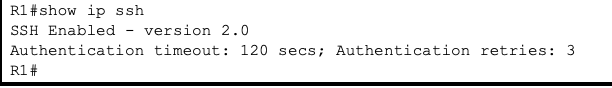 R1#show ip ssh
SSH Enabled - version 2.0
Authentication timeout: 120 secs; Authentication retries: 3
R1#